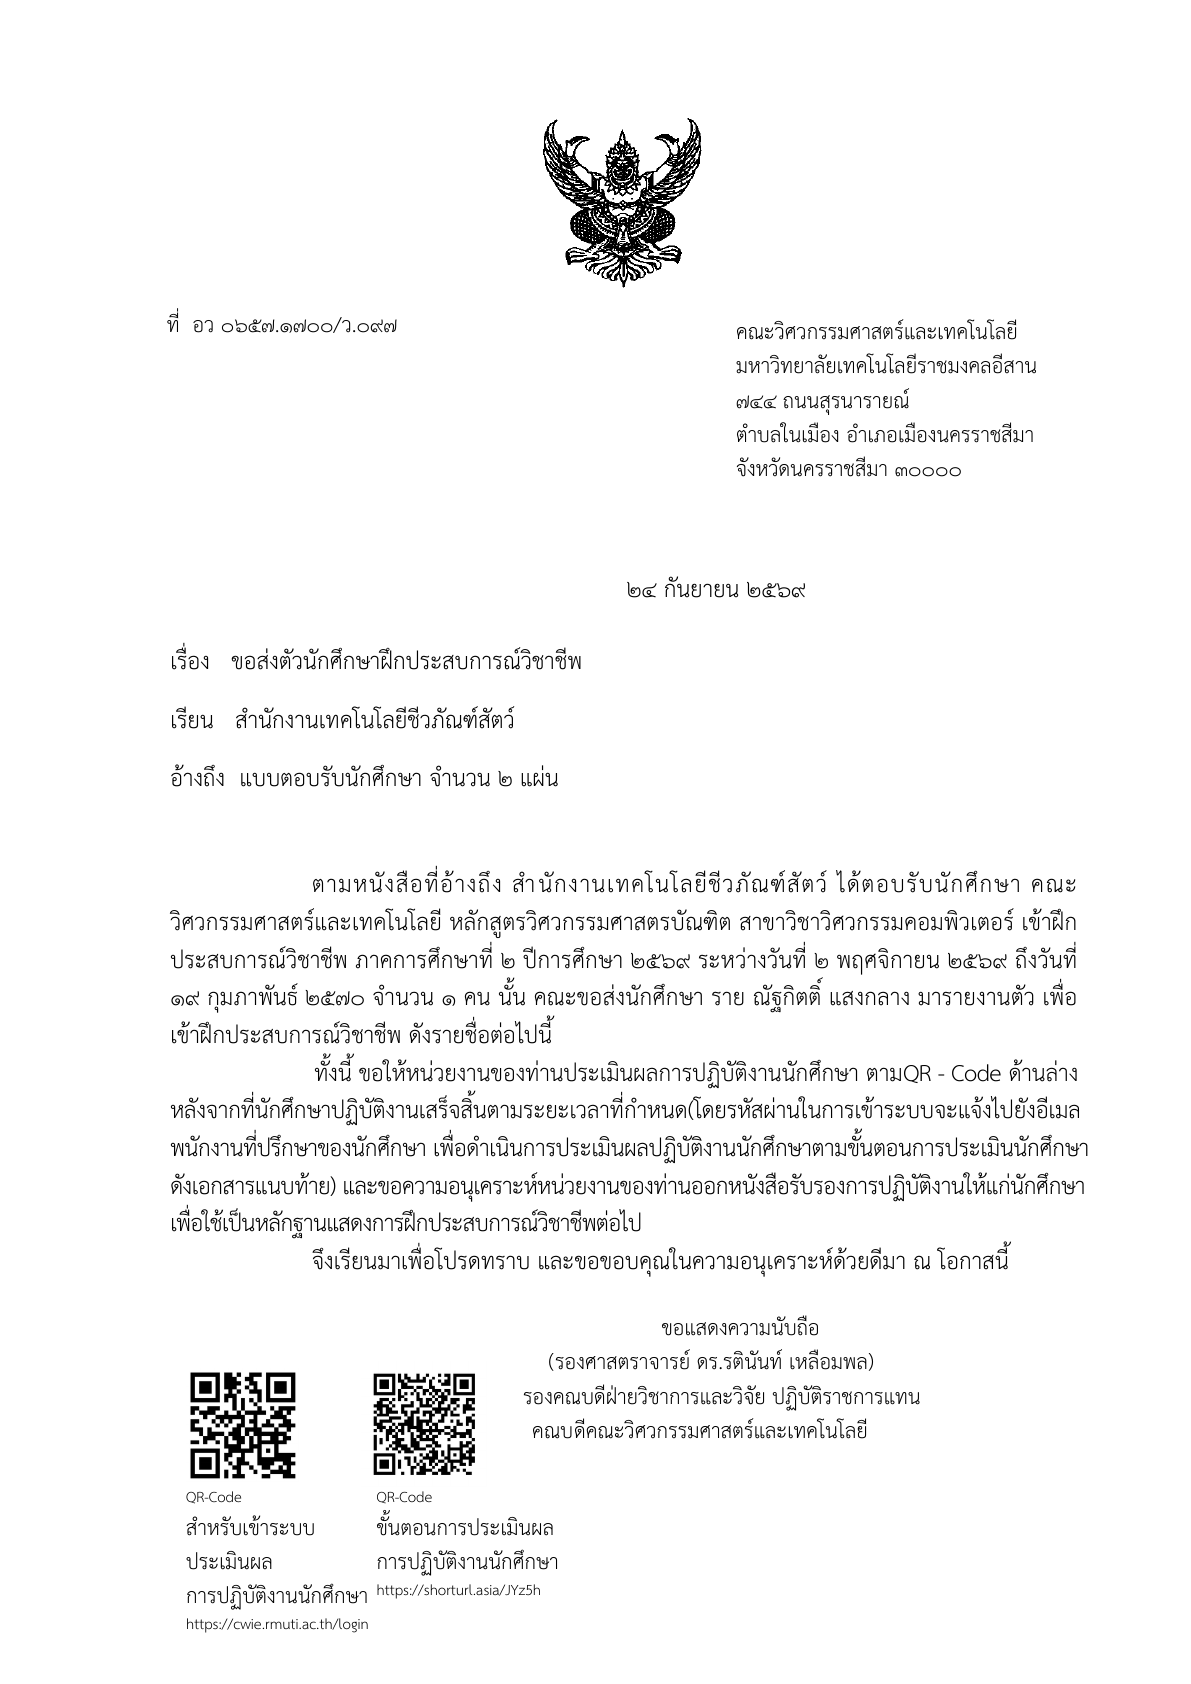 ที่ อว ๐๖๕๗.๑๗๐๐/ว.๐๙๗
คณะวิศวกรรมศาสตร์และเทคโนโลยี
มหาวิทยาลัยเทคโนโลยีราชมงคลอีสาน
๗๔๔ ถนนสุรนารายณ์
ตำบลในเมือง อำเภอเมืองนครราชสีมา
จังหวัดนครราชสีมา ๓๐๐๐๐
๒๔ กันยายน ๒๕๖๙
เรื่อง ขอส่งตัวนักศึกษาฝึกประสบการณ์วิชาชีพ
เรียน สำนักงานเทคโนโลยีชีวภัณฑ์สัตว์
อ้างถึง แบบตอบรับนักศึกษา จำนวน ๒ แผ่น
ตามหนังสือที่อ้างถึง สำนักงานเทคโนโลยีชีวภัณฑ์สัตว์ ได้ตอบรับนักศึกษา คณะ
วิศวกรรมศาสตร์และเทคโนโลยี หลักสูตรวิศวกรรมศาสตรบัณฑิต สาขาวิชาวิศวกรรมคอมพิวเตอร์ เข้าฝึก
ประสบการณ์วิชาชีพ ภาคการศึกษาที่ ๒ ปีการศึกษา ๒๕๖๙ ระหว่างวันที่ ๒ พฤศจิกายน ๒๕๖๙ ถึงวันที่
๑๙ กุมภาพันธ์ ๒๕๗๐ จำนวน ๑ คน นั้น คณะขอส่งนักศึกษา ราย ณัฐกิตติ์ แสงกลาง มารายงานตัว เพื่อ
เข้าฝึกประสบการณ์วิชาชีพ ดังรายชื่อต่อไปนี้
ทั้งนี้ ขอให้หน่วยงานของท่านประเมินผลการปฏิบัติงานนักศึกษา ตามQR - Code ด้านล่าง
หลังจากที่นักศึกษาปฏิบัติงานเสร็จสิ้นตามระยะเวลาที่กำหนด(โดยรหัสผ่านในการเข้าระบบจะแจ้งไปยังอีเมล
พนักงานที่ปรึกษาของนักศึกษา เพื่อดำเนินการประเมินผลปฏิบัติงานนักศึกษาตามขั้นตอนการประเมินนักศึกษา
ดังเอกสารแนบท้าย) และขอความอนุเคราะห์หน่วยงานของท่านออกหนังสือรับรองการปฏิบัติงานให้แก่นักศึกษา
เพื่อใช้เป็นหลักฐานแสดงการฝึกประสบการณ์วิชาชีพต่อไป
จึงเรียนมาเพื่อโปรดทราบ และขอขอบคุณในความอนุเคราะห์ด้วยดีมา ณ โอกาสนี้
ขอแสดงความนับถือ
(รองศาสตราจารย์ ดร.รตินันท์ เหลือมพล)
รองคณบดีฝ่ายวิชาการและวิจัย ปฏิบัติราชการแทน
คณบดีคณะวิศวกรรมศาสตร์และเทคโนโลยี
QR-Code
สำหรับเข้าระบบ
ประเมินผล
การปฏิบัติงานนักศึกษา
https://cwie.rmuti.ac.th/login
QR-Code
ขั้นตอนการประเมินผล
การปฏิบัติงานนักศึกษา
https://shorturl.asia/JYz5h